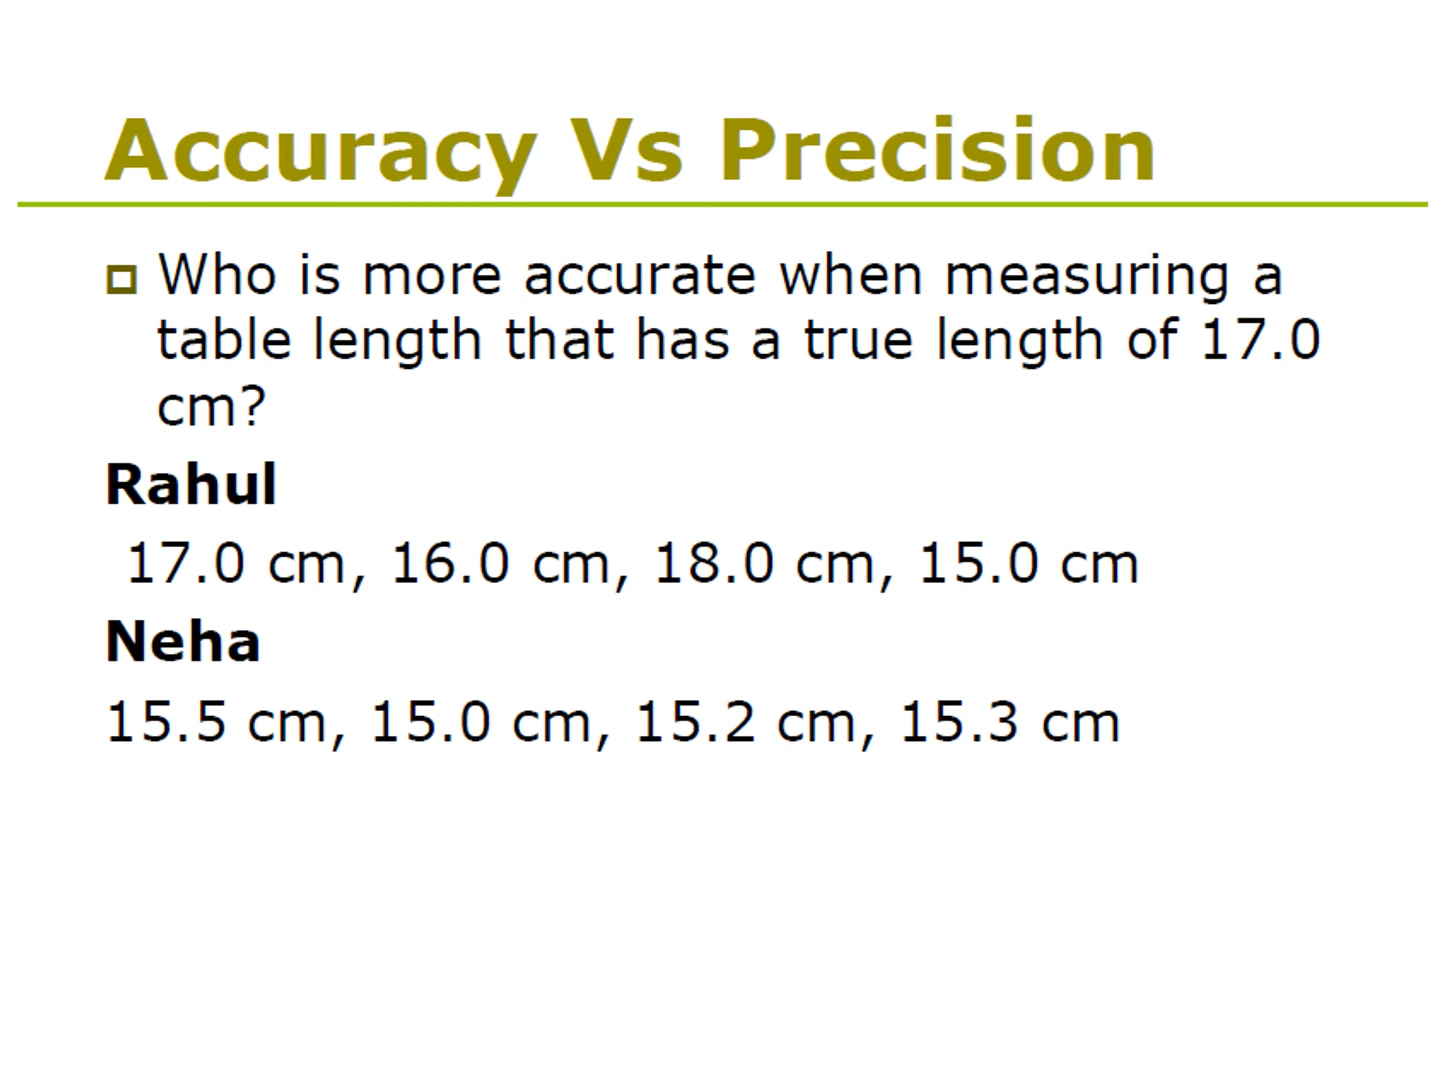 Accuracy Vs Precision
Who is more accurate when measuring a
table length that has a true length of 17.0
cm?
Rahul
17.0 cm, 16.0 cm, 18.0 cm, 15.0 cm
Neha
15.5 cm, 15.0 cm, 15.2 cm, 15.3 cm